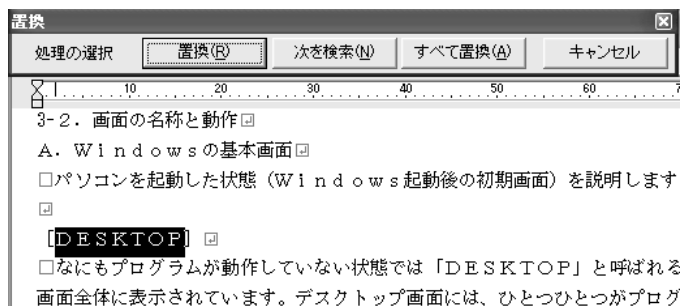 置換
処理の選択 置換(R) 次を検索(N) すべて置換(A) キャンセル
10 20 30 40 50 60 7
3-2．画面の名称と動作
A．Ｗｉｎｄｏｗｓの基本画面
□パソコンを起動した状態（Ｗｉｎｄｏｗｓ起動後の初期画面）を説明します
［ＤＥＳＫＴＯＰ］
□なにもプログラムが動作していない状態では「ＤＥＳＫＴＯＰ」と呼ばれる
画面全体に表示されています。デスクトップ画面には、ひとつひとつがプログ